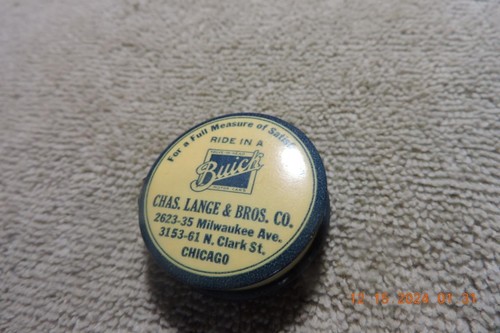 For a Full Measure of
RIDE IN A
Buick
CHAS. LANGE & BROS. CO.
2623-35 Milwaukee Ave.
3153-61 N. Clark St.
CHICAGO